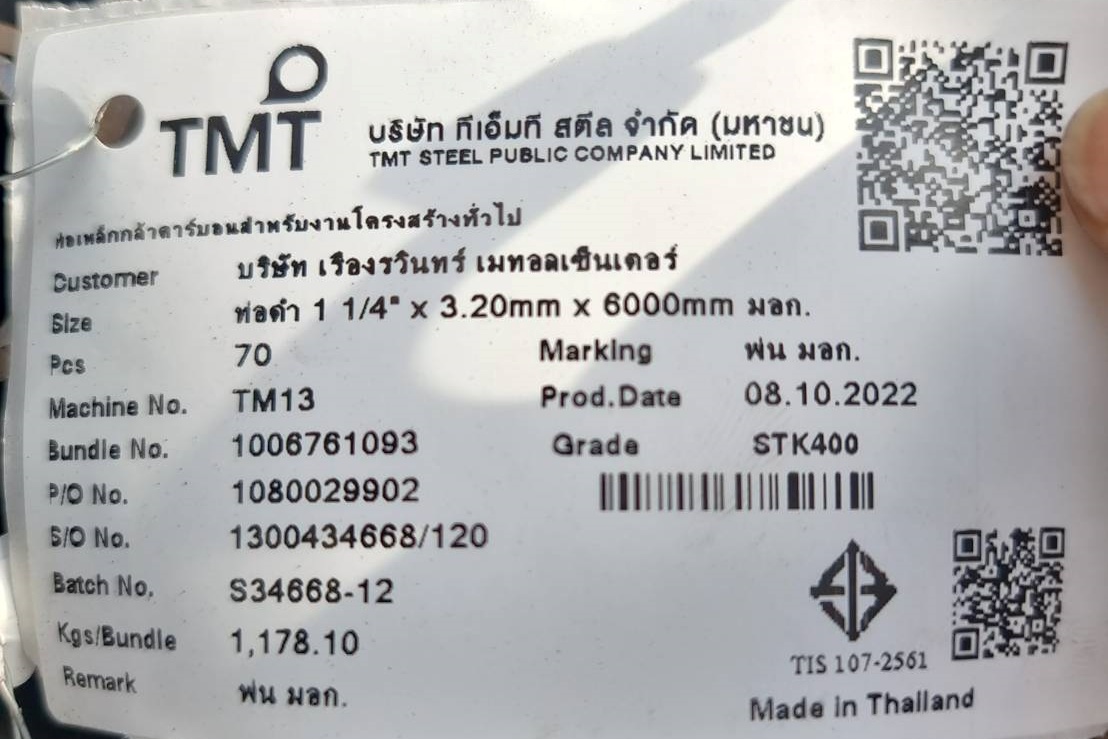 TMT
บริษัท ทีเอ็มที สตีล จำกัด (มหาชน)
TMT STEEL PUBLIC COMPANY LIMITED
ท่อเหล็กกล้าคาร์บอนสำหรับงานโครงสร้างทั่วไป
Customer บริษัท เรืองรวินทร์ เมทอลเซ็นเตอร์
Size ท่อดำ 1 1/4" x 3.20mm x 6000mm มอก.
Pcs 70 Marking พ่น มอก.
Machine No. TM13 Prod.Date 08.10.2022
Bundle No. 1006761093 Grade STK400
P/O No. 1080029902
S/O No. 1300434668/120
Batch No. S34668-12
Kgs/Bundle 1,178.10
TIS 107-2561
Remark พ่น มอก.
Made in Thailand